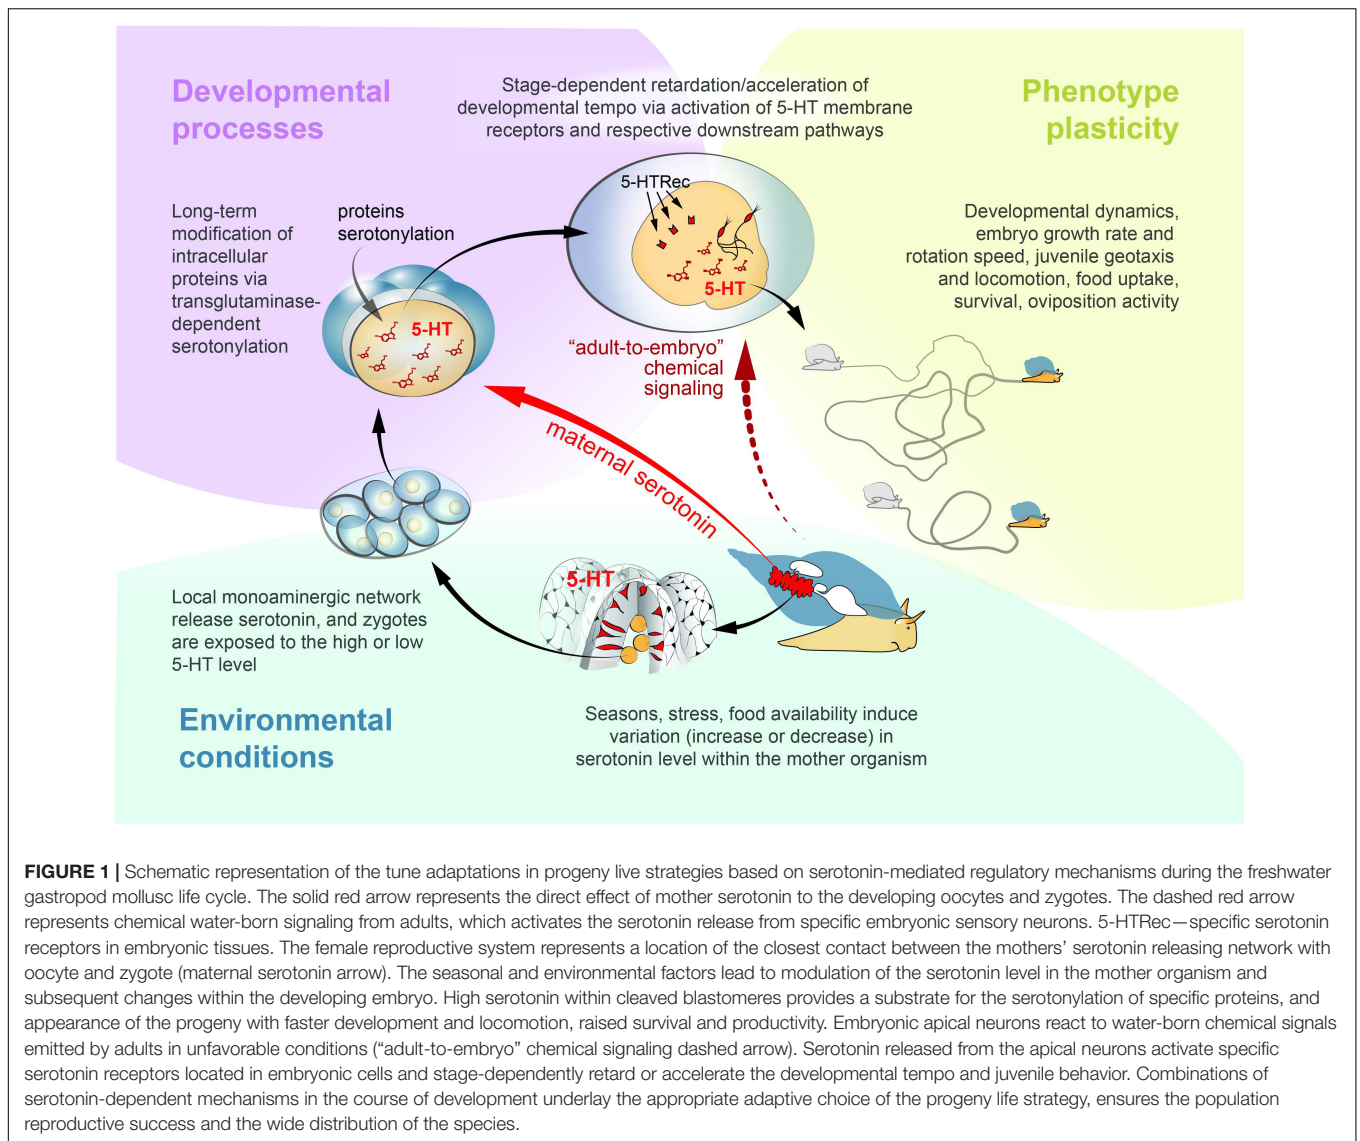 Developmental
processes
Stage-dependent retardation/acceleration of
developmental tempo via activation of 5-HT membrane
receptors and respective downstream pathways
Phenotype
plasticity
Long-term
modification of
intracellular
proteins via
transglutaminase-
dependent
serotonylation
proteins
serotonylation
5-HT
5-HTRec
5-HT
Developmental dynamics,
embryo growth rate and
rotation speed, juvenile geotaxis
and locomotion, food uptake,
survival, oviposition activity
“adult-to-embryo”
chemical
signaling
maternal serotonin
5-HT
Local monoaminergic network
release serotonin, and zygotes
are exposed to the high or low
5-HT level
Environmental
conditions
Seasons, stress, food availability induce
variation (increase or decrease) in
serotonin level within the mother organism
FIGURE 1 | Schematic representation of the tune adaptations in progeny live strategies based on serotonin-mediated regulatory mechanisms during the freshwater
gastropod mollusc life cycle. The solid red arrow represents the direct effect of mother serotonin to the developing oocytes and zygotes. The dashed red arrow
represents chemical water-born signaling from adults, which activates the serotonin release from specific embryonic sensory neurons. 5-HTRec—specific serotonin
receptors in embryonic tissues. The female reproductive system represents a location of the closest contact between the mothers’ serotonin releasing network with
oocyte and zygote (maternal serotonin arrow). The seasonal and environmental factors lead to modulation of the serotonin level in the mother organism and
subsequent changes within the developing embryo. High serotonin within cleaved blastomeres provides a substrate for the serotonylation of specific proteins, and
appearance of the progeny with faster development and locomotion, raised survival and productivity. Embryonic apical neurons react to water-born chemical signals
emitted by adults in unfavorable conditions (“adult-to-embryo” chemical signaling dashed arrow). Serotonin released from the apical neurons activate specific
serotonin receptors located in embryonic cells and stage-dependently retard or accelerate the developmental tempo and juvenile behavior. Combinations of
serotonin-dependent mechanisms in the course of development underlay the appropriate adaptive choice of the progeny life strategy, ensures the population
reproductive success and the wide distribution of the species.